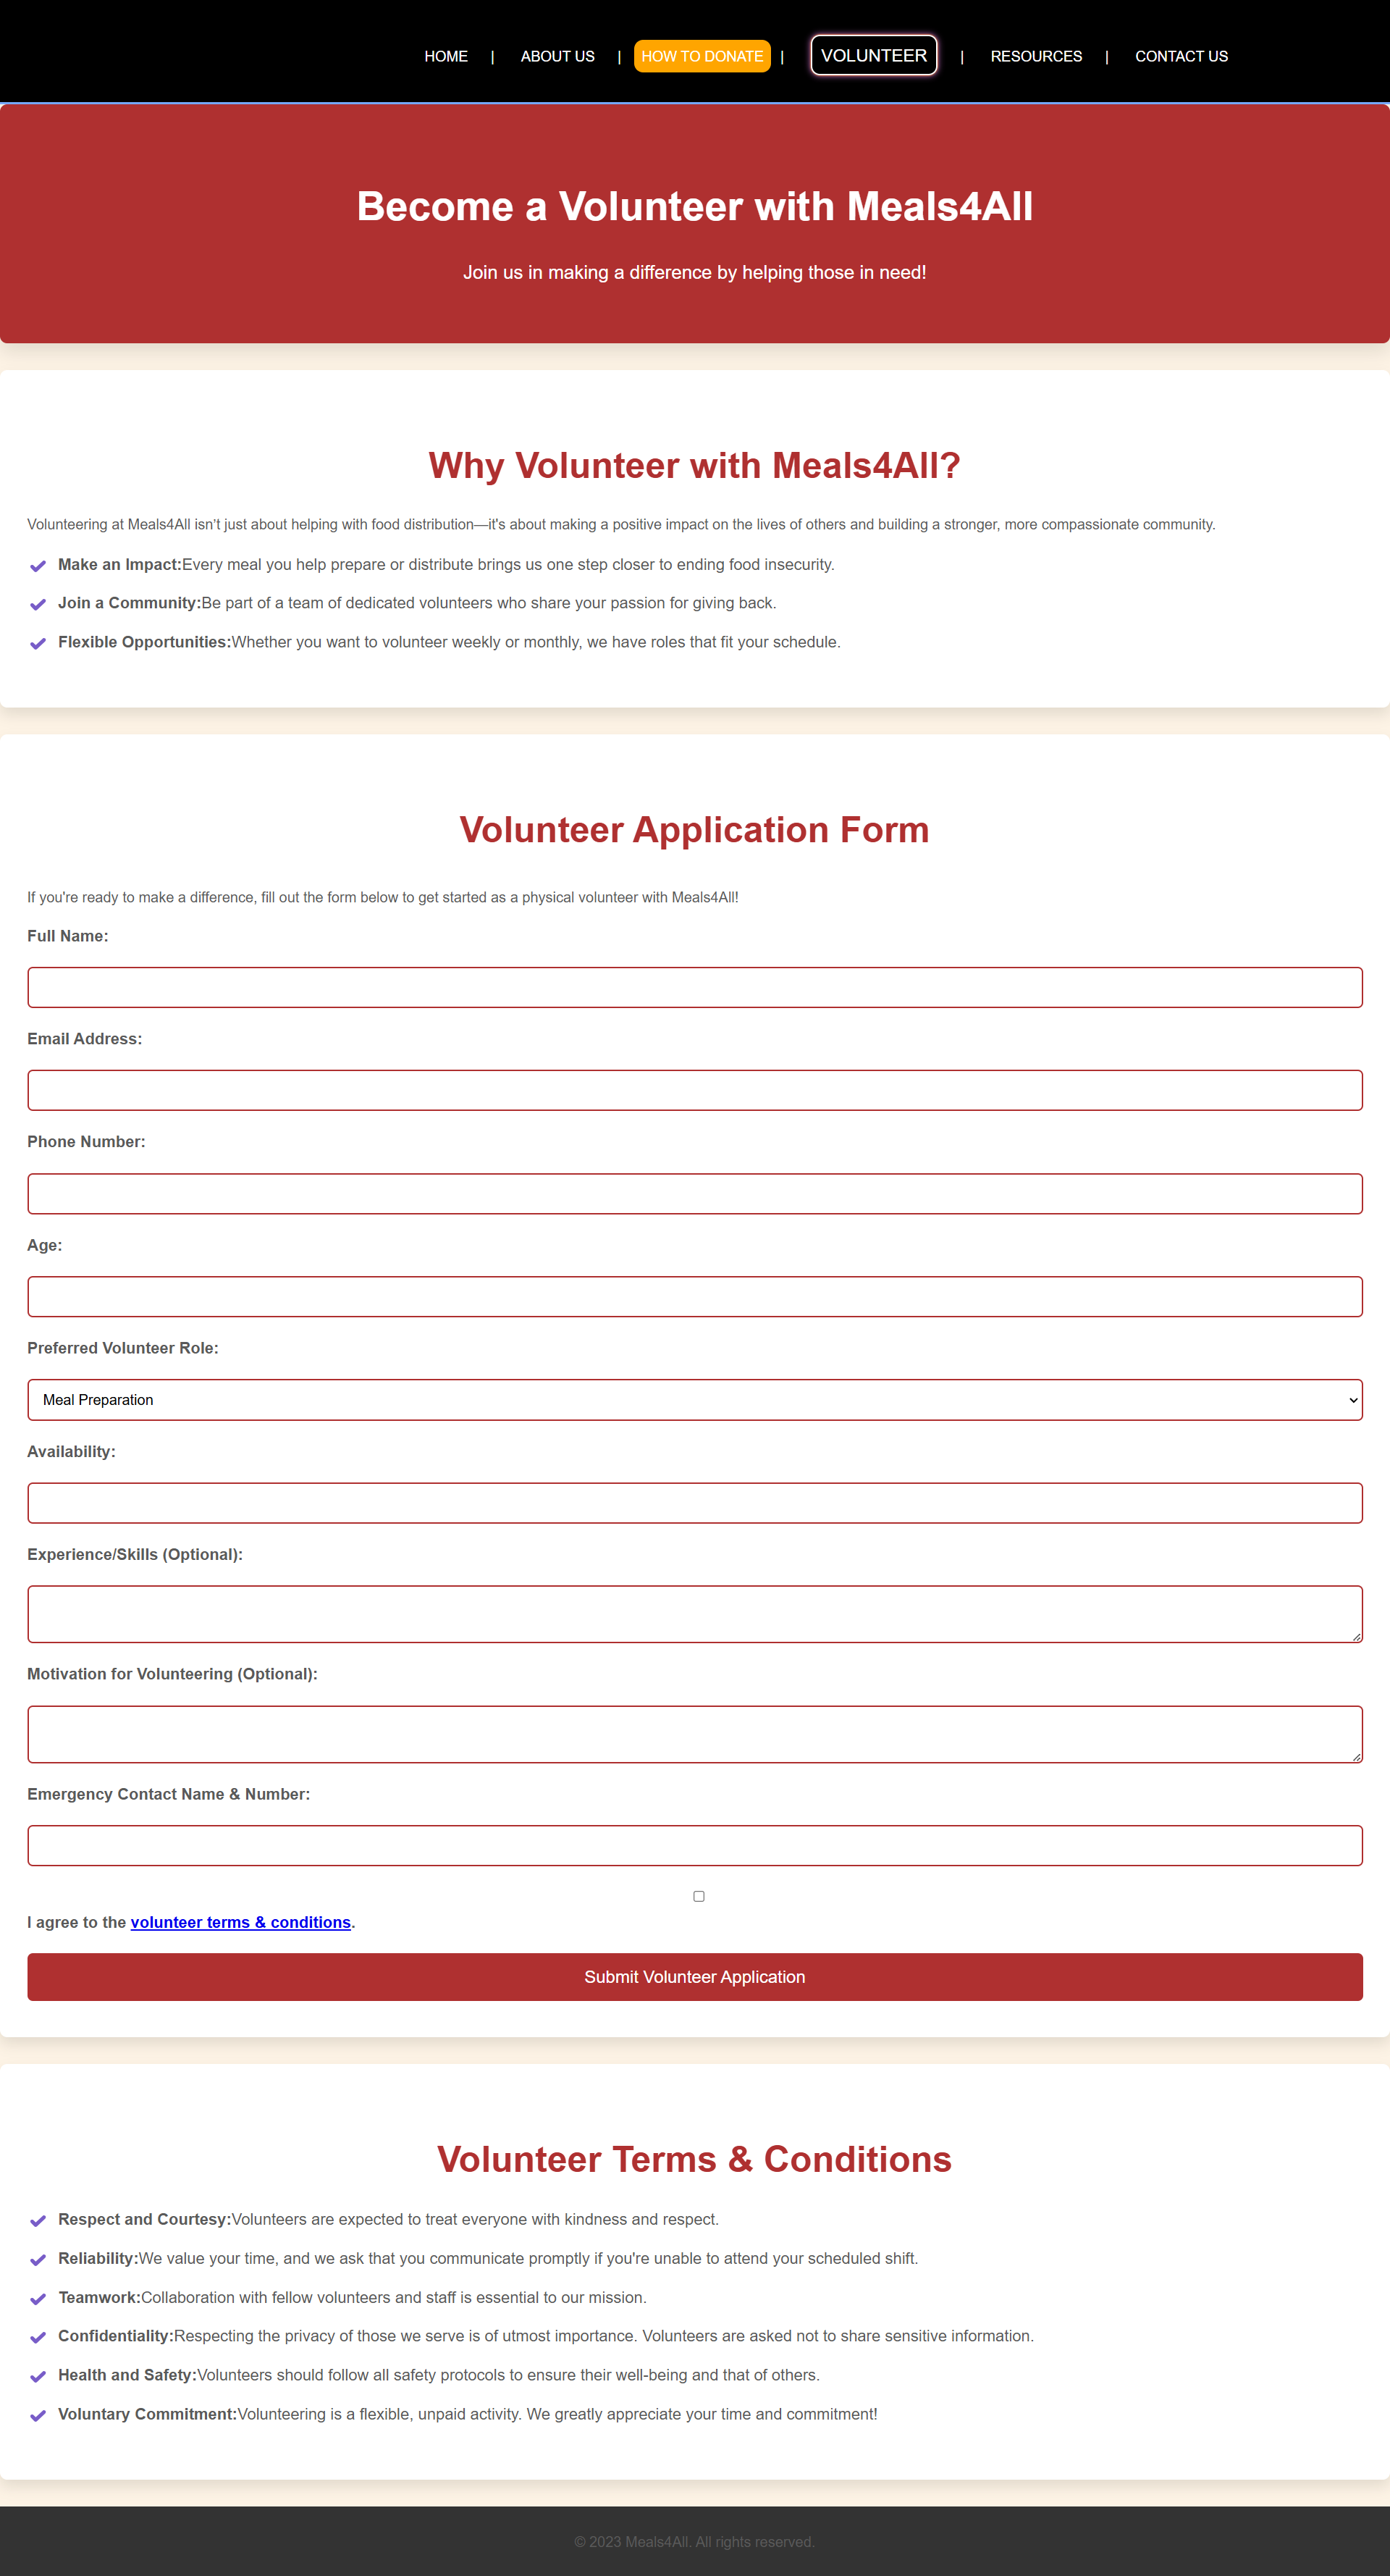 HOME | ABOUT US | HOW TO DONATE | VOLUNTEER | RESOURCES | CONTACT US
Become a Volunteer with Meals4All
Join us in making a difference by helping those in need!
Why Volunteer with Meals4All?
Volunteering at Meals4All isn’t just about helping with food distribution—it's about making a positive impact on the lives of others and building a stronger, more compassionate community.
Make an Impact:Every meal you help prepare or distribute brings us one step closer to ending food insecurity.
Join a Community:Be part of a team of dedicated volunteers who share your passion for giving back.
Flexible Opportunities:Whether you want to volunteer weekly or monthly, we have roles that fit your schedule.
Volunteer Application Form
If you're ready to make a difference, fill out the form below to get started as a physical volunteer with Meals4All!
Full Name:
Email Address:
Phone Number:
Age:
Preferred Volunteer Role:
Meal Preparation
Availability:
Experience/Skills (Optional):
Motivation for Volunteering (Optional):
Emergency Contact Name & Number:
I agree to the volunteer terms & conditions.
Submit Volunteer Application
Volunteer Terms & Conditions
Respect and Courtesy:Volunteers are expected to treat everyone with kindness and respect.
Reliability:We value your time, and we ask that you communicate promptly if you're unable to attend your scheduled shift.
Teamwork:Collaboration with fellow volunteers and staff is essential to our mission.
Confidentiality:Respecting the privacy of those we serve is of utmost importance. Volunteers are asked not to share sensitive information.
Health and Safety:Volunteers should follow all safety protocols to ensure their well-being and that of others.
Voluntary Commitment:Volunteering is a flexible, unpaid activity. We greatly appreciate your time and commitment!
© 2023 Meals4All. All rights reserved.